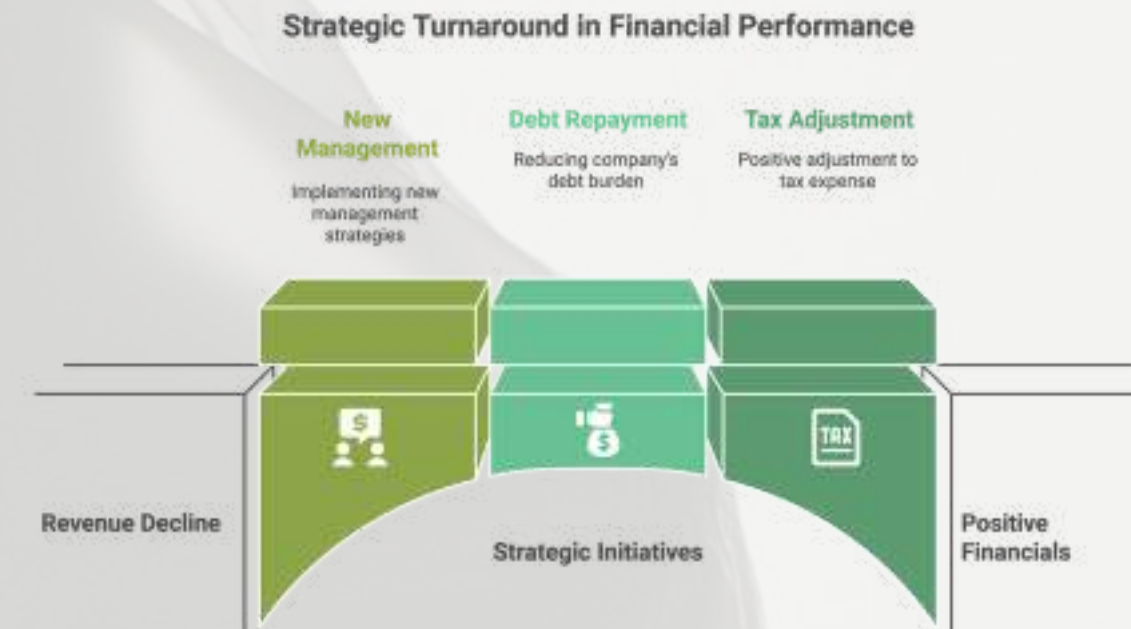 Strategic Turnaround in Financial Performance
New
Management
Implementing new
management
strategies
Debt Repayment
Reducing company's
debt burden
Tax Adjustment
Positive adjustment to
tax expense
$
$
TAX
Revenue Decline
Strategic Initiatives
Positive
Financials